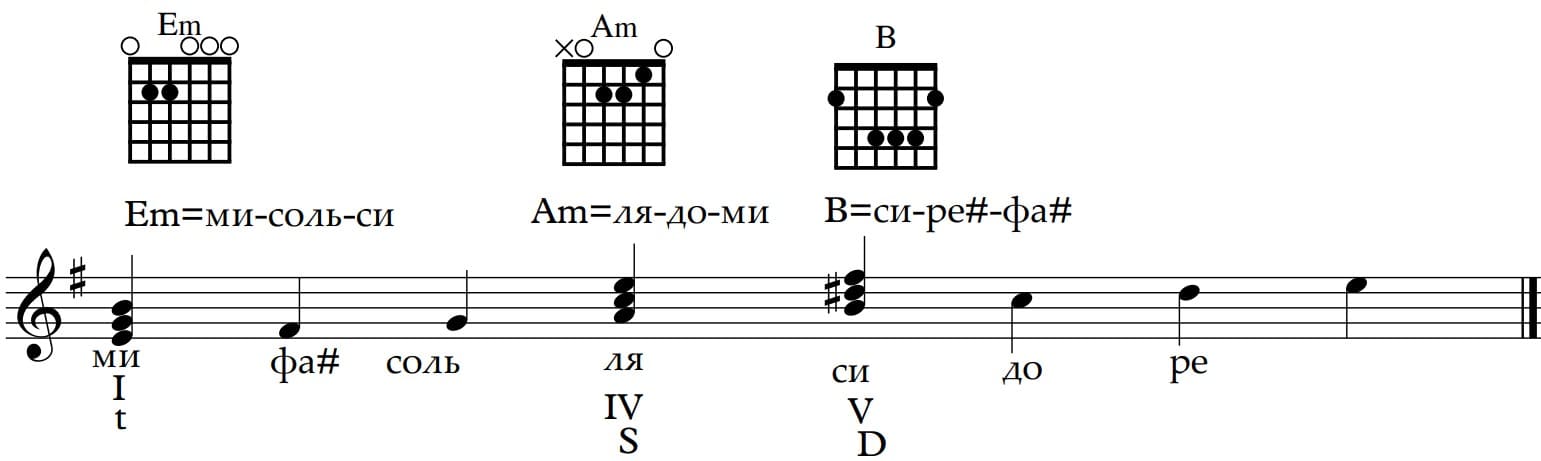 Em
Am
B
Em=ми-соль-си
Am=ля-до-ми
B=си-ре#-фа#
ми
фа#
соль
ля
си
до
ре
I
IV
V
t
S
D